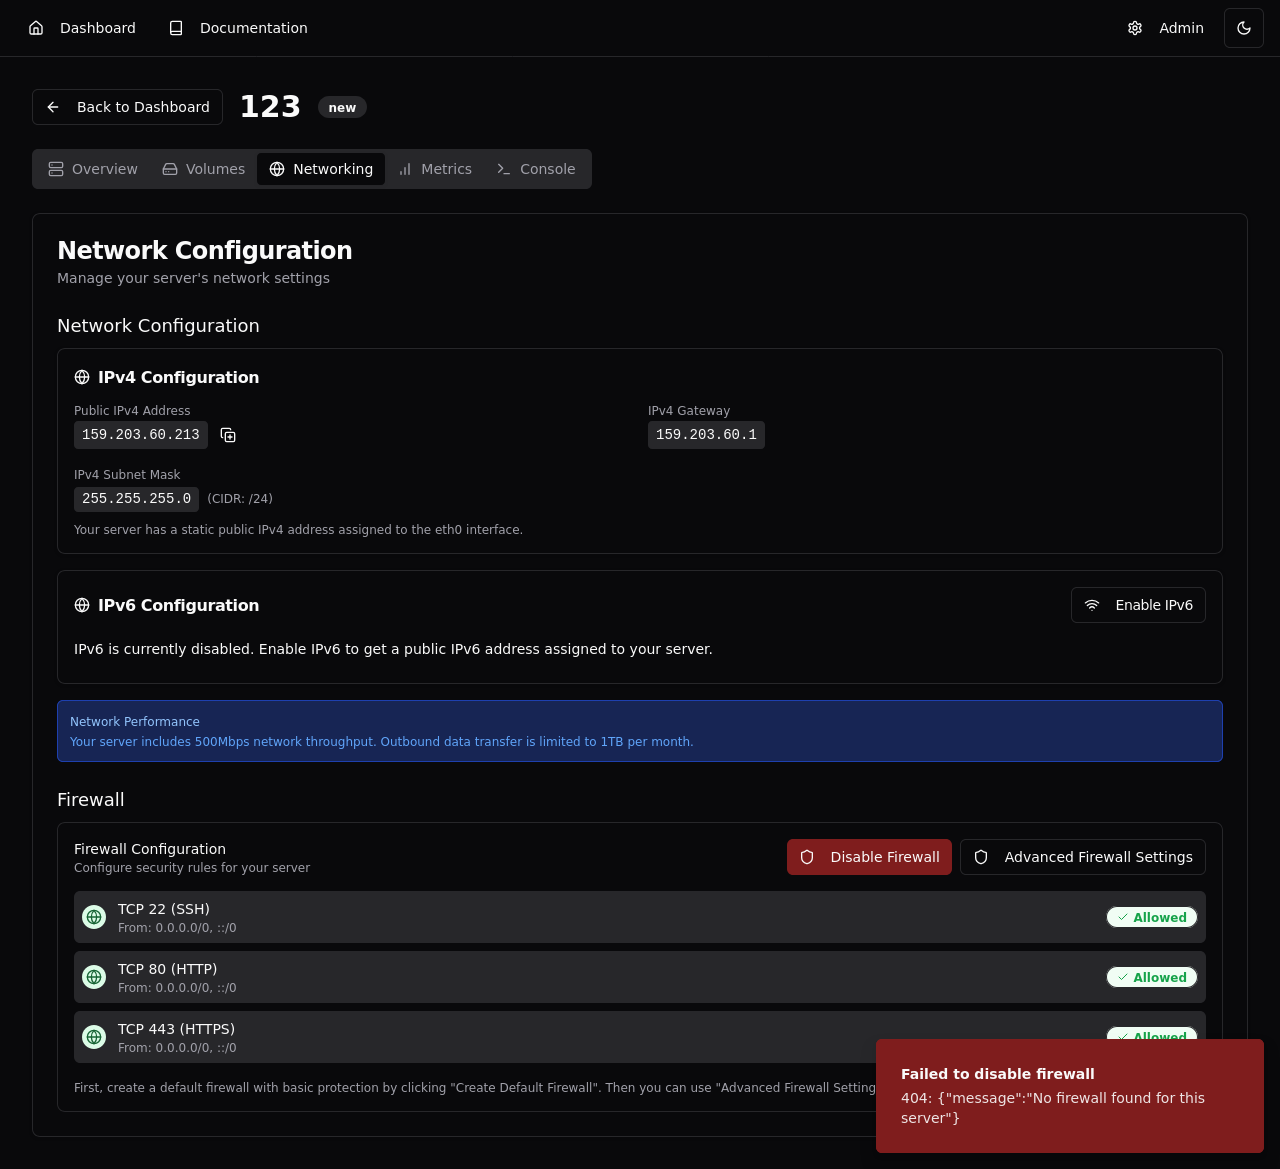 Dashboard
Documentation
Admin
Back to Dashboard
123
new
Overview
Volumes
Networking
Metrics
Console
Network Configuration
Manage your server's network settings
Network Configuration
IPv4 Configuration
Public IPv4 Address
IPv4 Gateway
159.203.60.213
159.203.60.1
IPv4 Subnet Mask
255.255.255.0 (CIDR: /24)
Your server has a static public IPv4 address assigned to the eth0 interface.
IPv6 Configuration
Enable IPv6
IPv6 is currently disabled. Enable IPv6 to get a public IPv6 address assigned to your server.
Network Performance
Your server includes 500Mbps network throughput. Outbound data transfer is limited to 1TB per month.
Firewall
Firewall Configuration
Configure security rules for your server
Disable Firewall
Advanced Firewall Settings
TCP 22 (SSH)
From: 0.0.0.0/0, ::/0
Allowed
TCP 80 (HTTP)
From: 0.0.0.0/0, ::/0
Allowed
TCP 443 (HTTPS)
From: 0.0.0.0/0, ::/0
Allowed
First, create a default firewall with basic protection by clicking "Create Default Firewall". Then you can use "Advanced Firewall Setting
Failed to disable firewall
404: {"message":"No firewall found for this
server"}